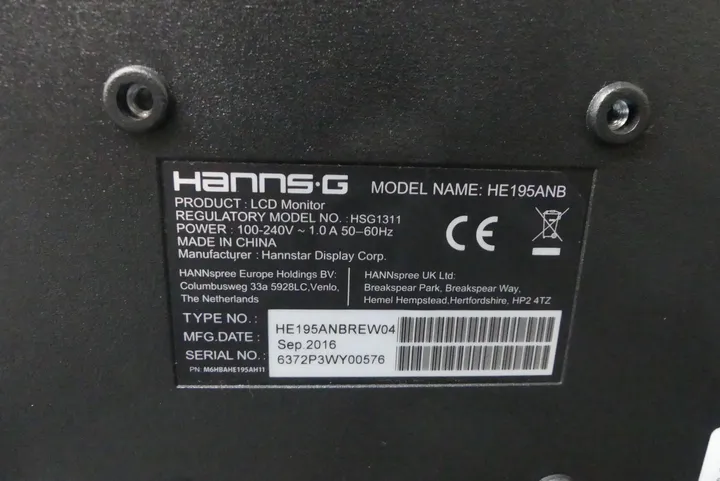 HANNS·G MODEL NAME: HE195ANB
PRODUCT : LCD Monitor
REGULATORY MODEL NO. : HSG1311
POWER : 100-240V ~ 1.0 A 50–60Hz
MADE IN CHINA
Manufacturer : Hannstar Display Corp.
CE
HANNspree Europe Holdings BV:
Columbusweg 33a 5928LC,Venlo,
The Netherlands
HANNspree UK Ltd:
Breakspear Park, Breakspear Way,
Hemel Hempstead,Hertfordshire, HP2 4TZ
TYPE NO. : HE195ANBREW04
MFG.DATE : Sep.2016
SERIAL NO. : 6372P3WY00576
PN M6HBAHE195AH11